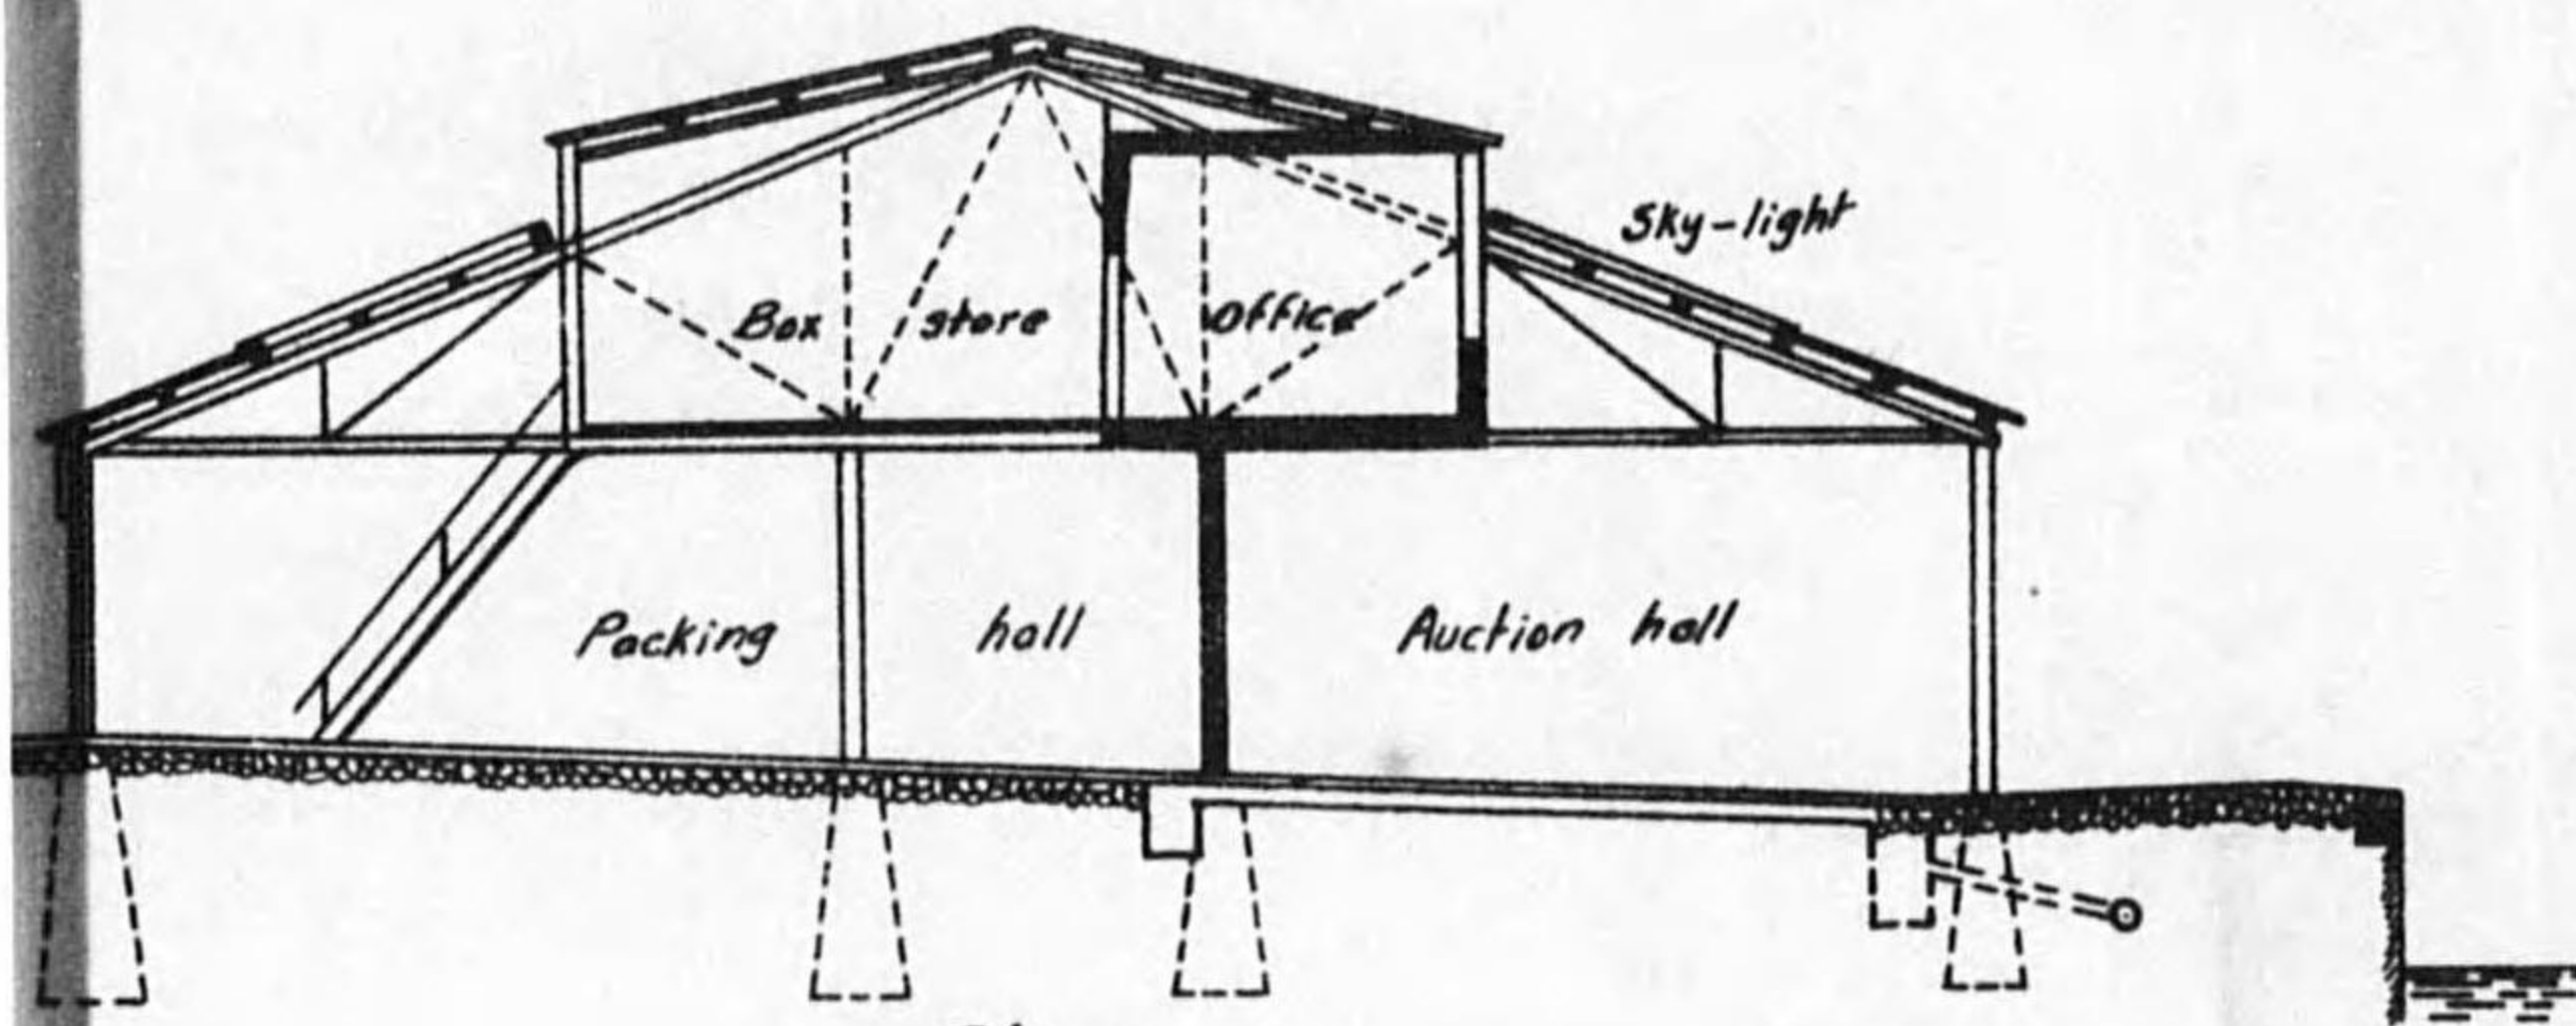 Sky-light
Box store
Office
Packing hall
Auction hall